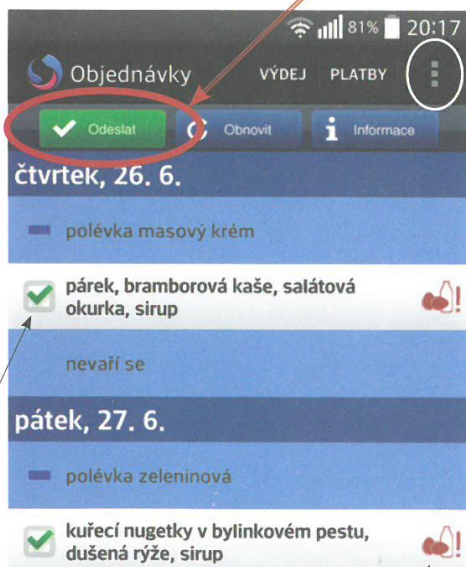 81% 20:17
Objednávky VÝDEJ PLATBY
Odeslat Obnovit Informace
čtvrtek, 26. 6.
polévka masový krém
párek, bramborová kaše, salátová
okurka, sirup
nevaří se
pátek, 27. 6.
polévka zeleninová
kuřecí nugetky v bylinkovém pestu,
dušená rýže, sirup